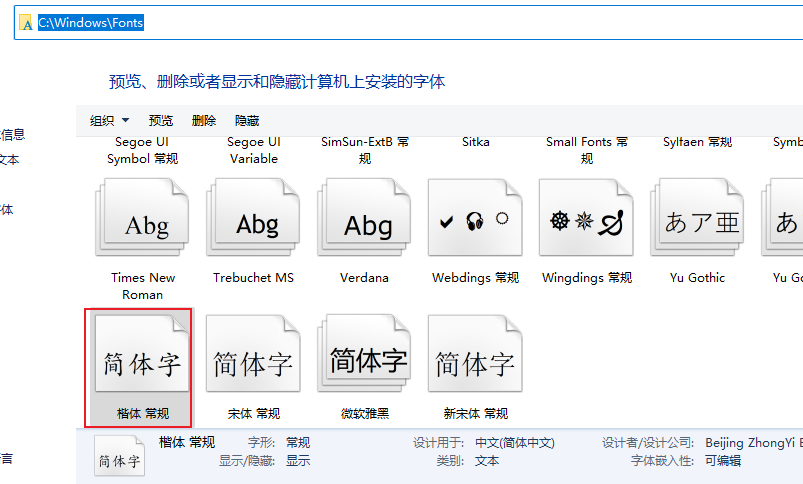 C:\Windows\Fonts
预览、删除或者显示和隐藏计算机上安装的字体
组织 预览 删除 隐藏
信息
文本
体
言
Segoe UI Symbol 常规
Segoe UI Variable
SimSun-ExtB 常规
Sitka
Small Fonts 常规
Sylfaen 常规
Symb
Abg
Abg
Abg
あア亜
あ
Times New Roman
Trebuchet MS
Verdana
Webdings 常规
Wingdings 常规
Yu Gothic
Yu Go
简体字
简体字
简体字
简体字
楷体 常规
宋体 常规
微软雅黑
新宋体 常规
简体字
楷体 常规
字形: 常规
显示/隐藏: 显示
设计用于: 中文(简体中文)
类别: 文本
设计者/设计公司: Beijing ZhongYi E
字体嵌入性: 可编辑